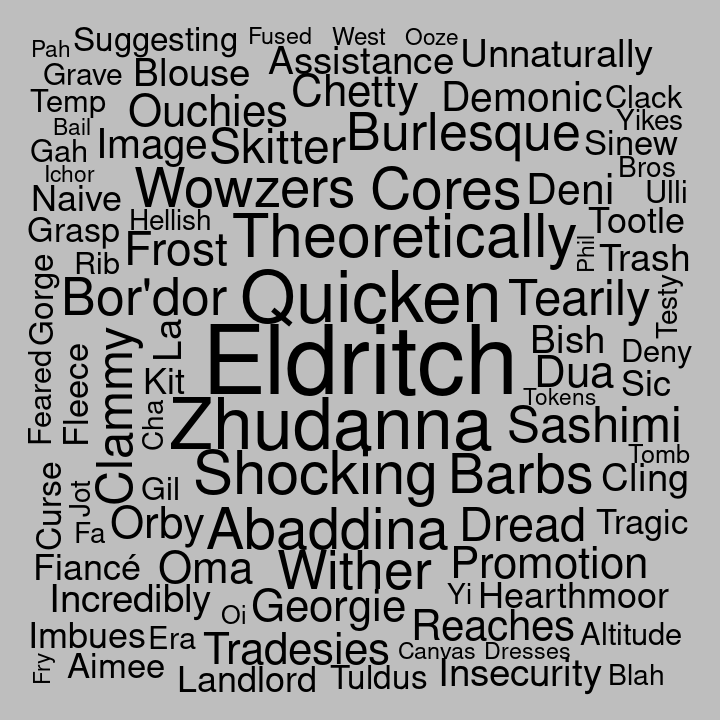 Pah Suggesting Fused West Ooze
Grave Blouse Assistance Unnaturally
Temp Ouchies Chetty Demonic Clack
Bail Image Skitter Burlesque Sinew Yikes
Gah
Ichor Wowzers Cores Deni Bros Ulli
Naive
Grasp Hellish Theoretically Phil Tootle
Rib Frost Trash
Gorge Bor'dor Quicken Tearily Testy
Feared Fleece Clammy La Eldritch Bish Deny
Kit Dua Sic
Cha Zhudanna Tokens Sashimi
Tomb
Curse Jot Gil Shocking Barbs Cling
Fa Orby Abaddina Dread Tragic
Fiancé Oma Wither Promotion
Incredibly Oi Georgie Yi Hearthmoor
Imbues Era Tradesies Reaches Altitude
Canvas Dresses
Fry Aimee Landlord Tuldus Insecurity Blah